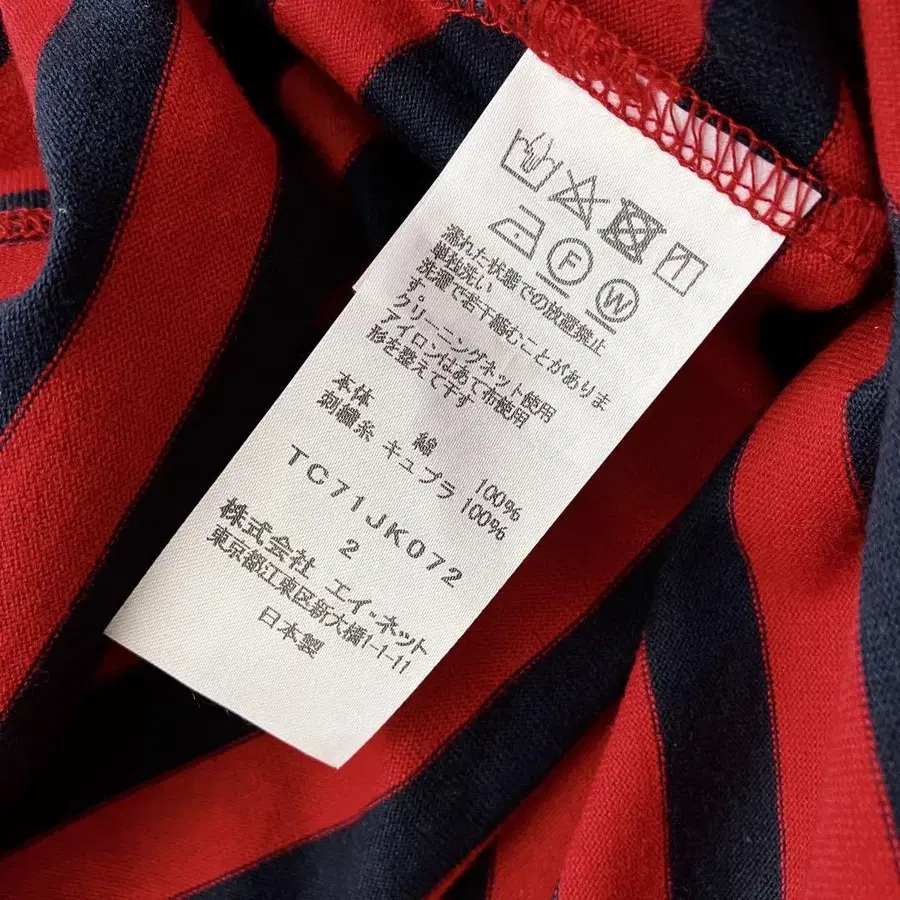 F
W
濡れた状態での放置禁止
単独洗い
洗濯で若干縮むことがありま
す。
クリーニングネット使用
アイロンはあて布使用
形を整えて干す
本体 綿 100%
刺繍糸 キュプラ 100%
TC71JK072
2
株式会社 エイ・ネット
東京都江東区新大橋1-1-11
日本製